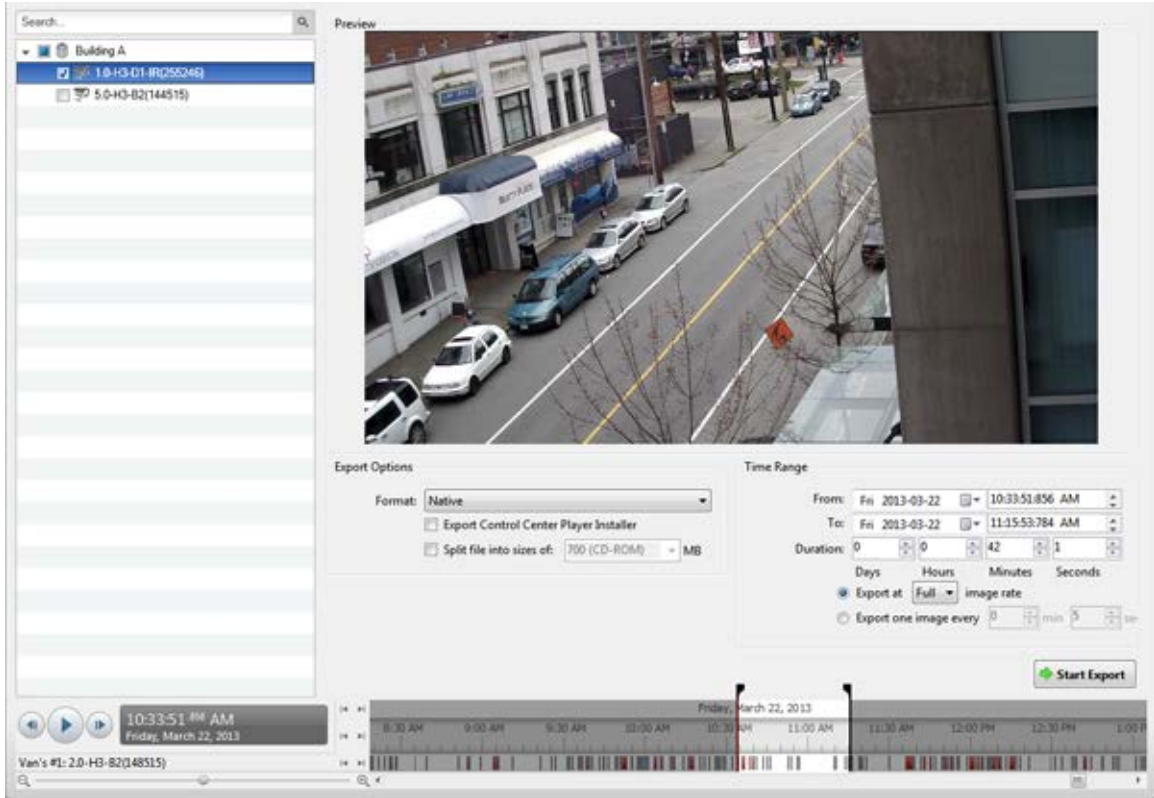 Search...
Building A
1.0-H3-D1-IR(255246)
5.0-H3-B2(144515)
Preview
Export Options
Format: Native
Export Control Center Player Installer
Split file into sizes of: 700 (CD-ROM) MB
Time Range
From: Fri 2013-03-22 10:33:51:856 AM
To: Fri 2013-03-22 11:15:53:784 AM
Duration: 0 0 42 1
Days Hours Minutes Seconds
Export at Full image rate
Export one image every 0 min 5 se
Start Export
10:33:51 AM
Friday, March 22, 2013
Van's #1: 2.0-H3-B2(148515)
Friday, March 22, 2013
8:30 AM 9:00 AM 9:30 AM 10:00 AM 10:30 AM 11:00 AM 11:30 AM 12:00 PM 12:30 PM 1:00 P